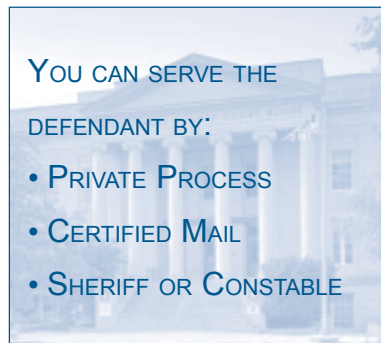 You can serve the
defendant by:
• Private Process
• Certified Mail
• Sheriff or Constable